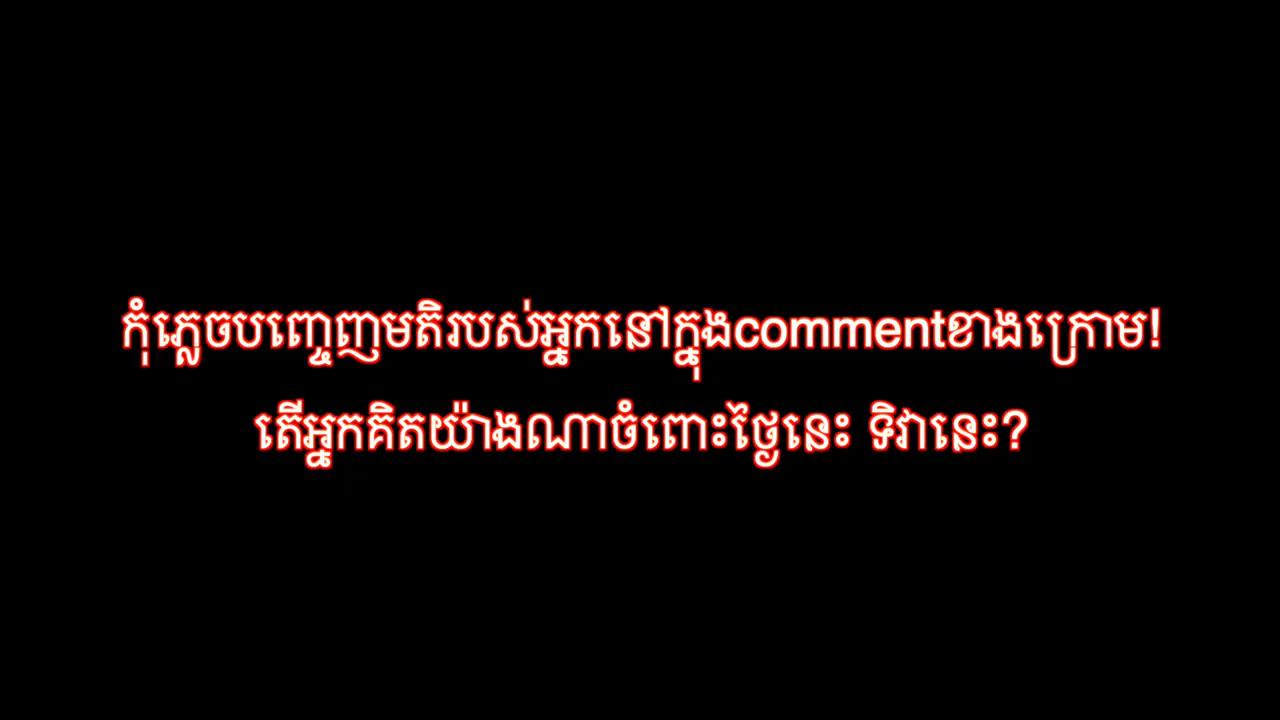 កុំភ្លេចបញ្ចេញមតិរបស់អ្នកនៅក្នុងcommentខាងក្រោម!
តើអ្នកគិតយ៉ាងណាចំពោះថ្ងៃនេះ ទិវានេះ?